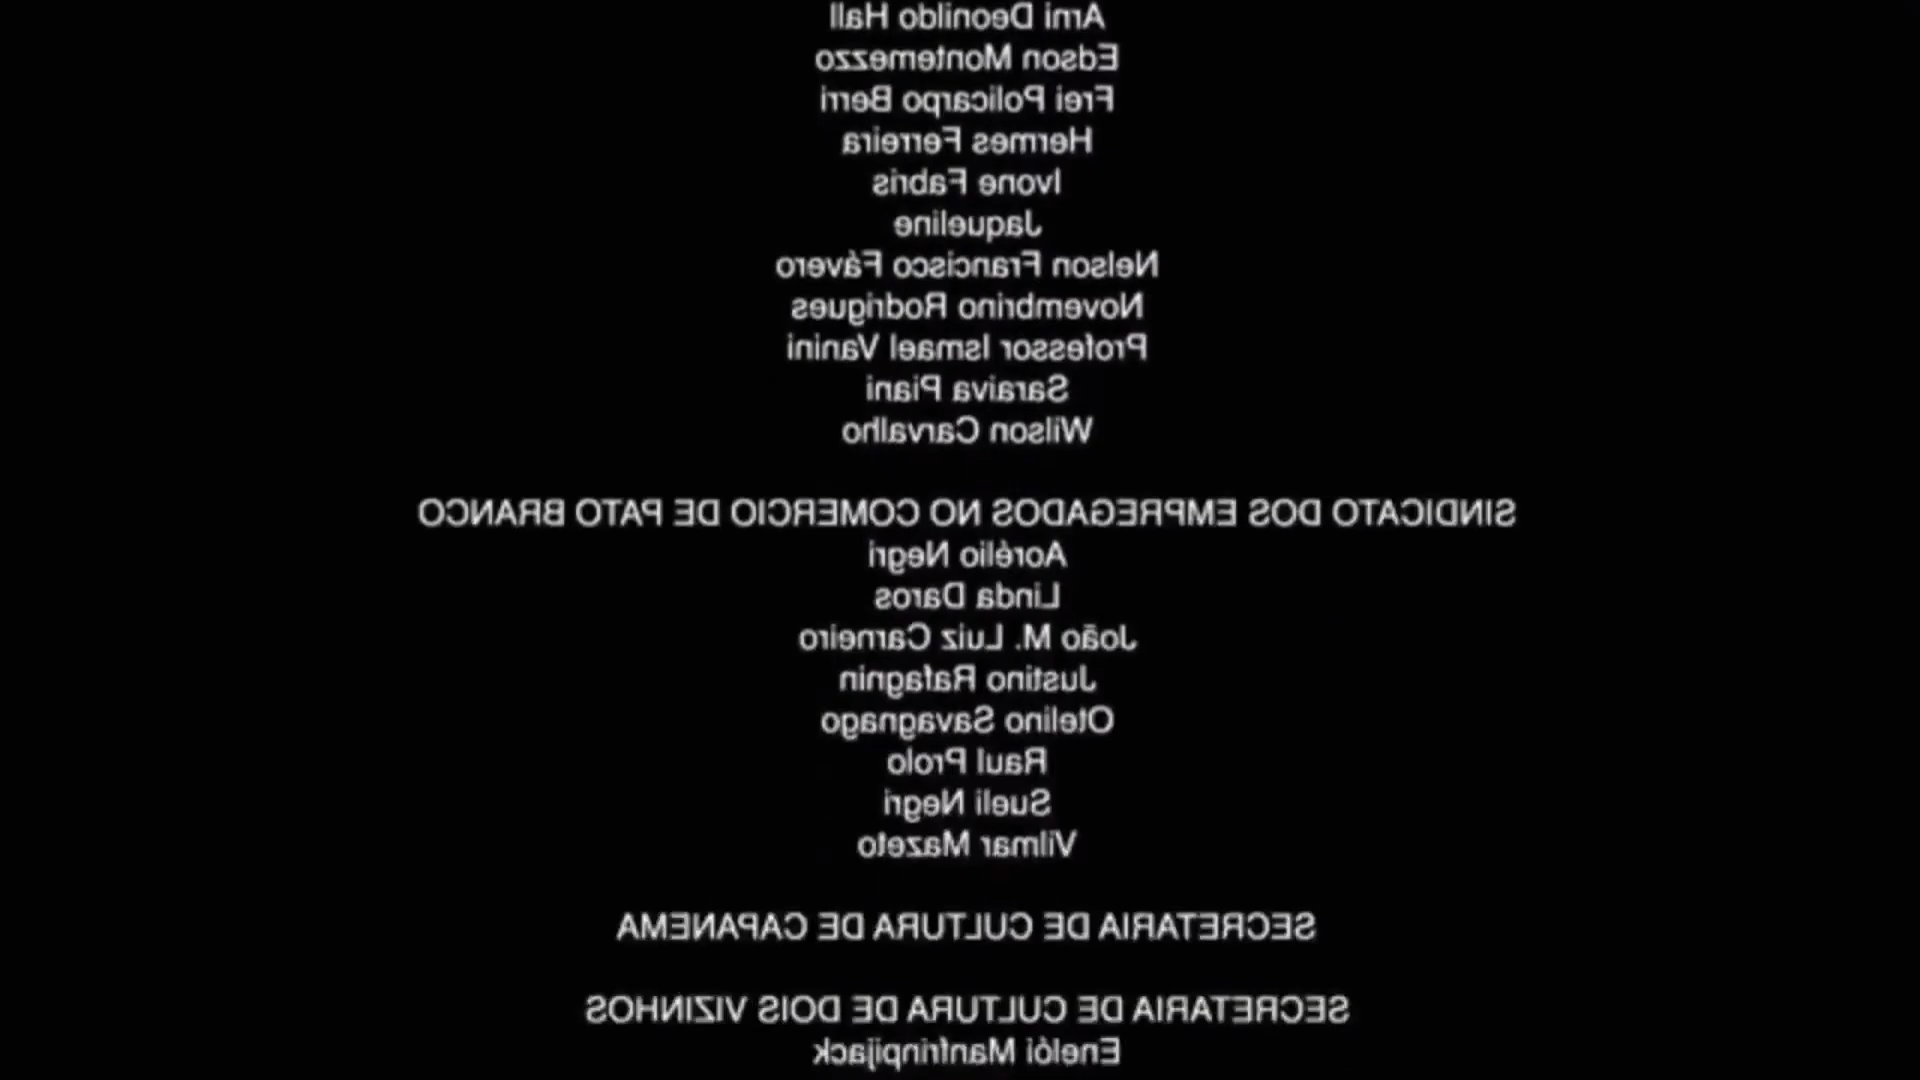 Arni Deonildo Hall
Edson Montemezzo
Frei Policarpo Berri
Hermes Ferreira
Ivone Fabris
Jaqueline
Nelson Francisco Fávero
Novembrino Rodrigues
Professor Ismael Vanini
Saraiva Piani
Wilson Carvalho
SINDICATO DOS EMPREGADOS NO COMERCIO DE PATO BRANCO
Aorélio Negri
Linda Daros
João M. Luiz Carneiro
Justino Rafagnin
Otelino Savagnago
Raul Prolo
Sueli Negri
Vilmar Mazeto
SECRETARIA DE CULTURA DE CAPANEMA
SECRETARIA DE CULTURA DE DOIS VIZINHOS
Enelói Manfrinpijack